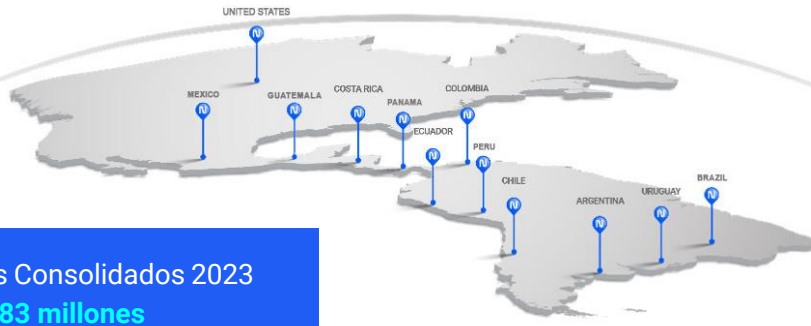 UNITED STATES
MEXICO
GUATEMALA
COSTA RICA
PANAMA
COLOMBIA
ECUADOR
PERU
CHILE
ARGENTINA
URUGUAY
BRAZIL
s Consolidados 2023
83 millones